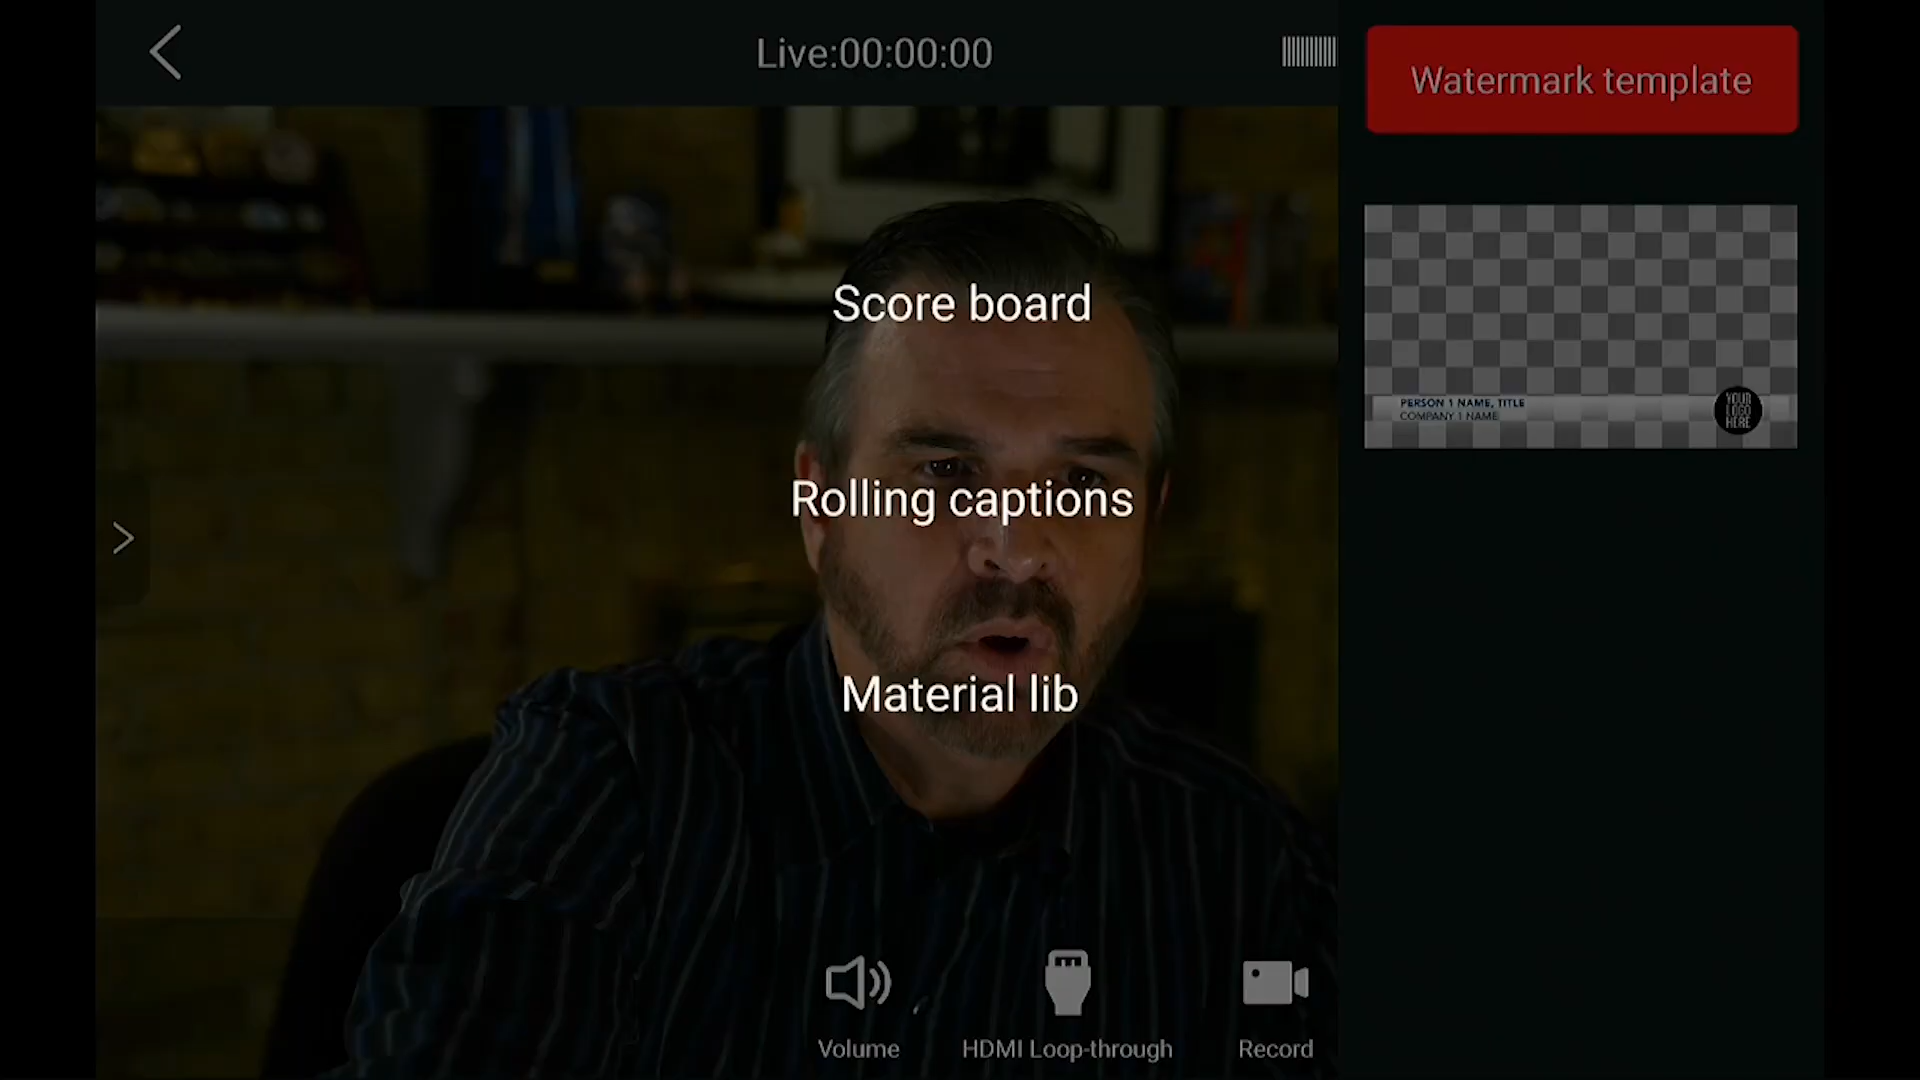 Live:00:00:00
Watermark template
Score board
Rolling captions
Material lib
PERSON 1 NAME, TITLE
COMPANY 1 NAME
YOUR
LOGO
HERE
Volume
HDMI Loop-through
Record